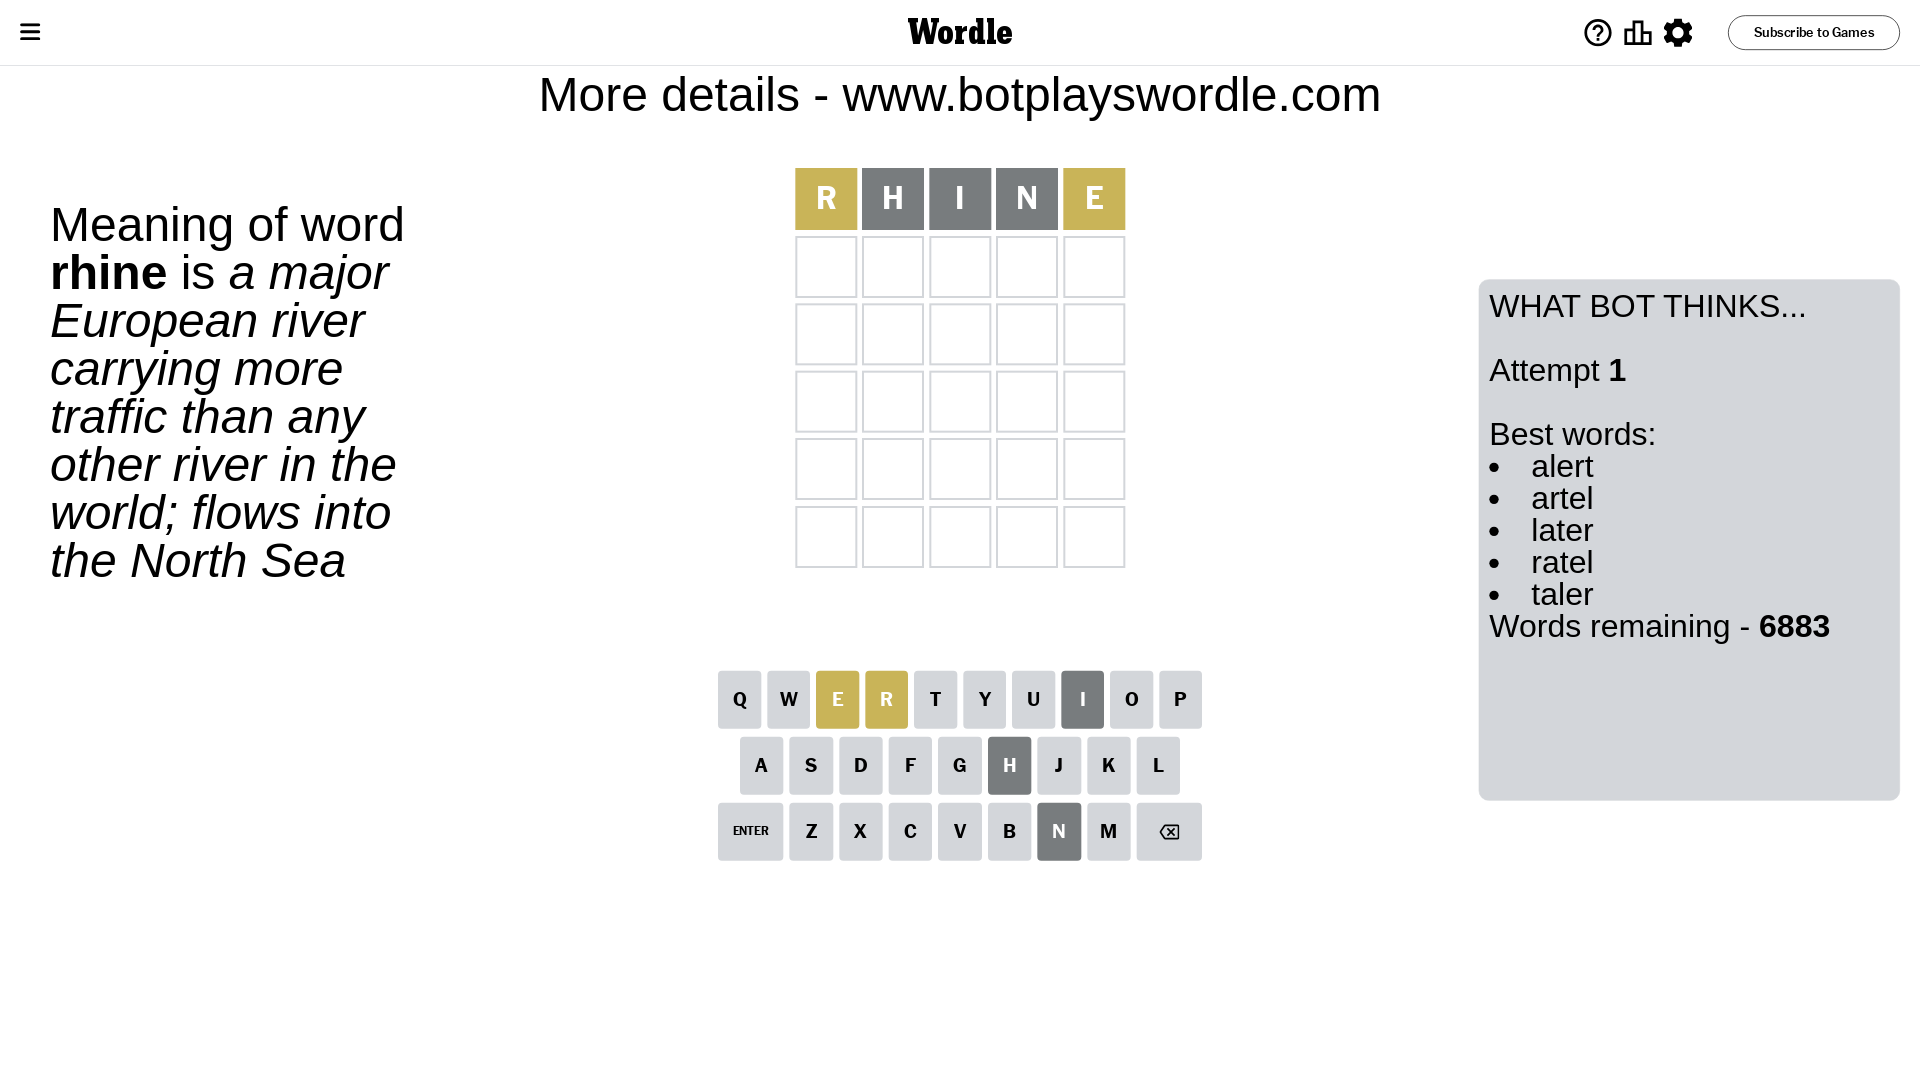 Wordle
Subscribe to Games
More details - www.botplayswordle.com
Meaning of word
rhine is a major
European river
carrying more
traffic than any
other river in the
world; flows into
the North Sea
R H I N E
WHAT BOT THINKS...
Attempt 1
Best words:
• alert
• artel
• later
• ratel
• taler
Words remaining - 6883
Q W E R T Y U I O P
A S D F G H J K L
ENTER Z X C V B N M